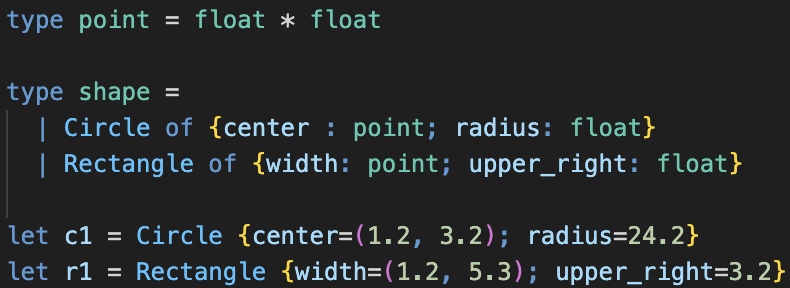 type point = float * float
type shape =
| Circle of {center : point; radius: float}
| Rectangle of {width: point; upper_right: float}
let c1 = Circle {center=(1.2, 3.2); radius=24.2}
let r1 = Rectangle {width=(1.2, 5.3); upper_right=3.2}